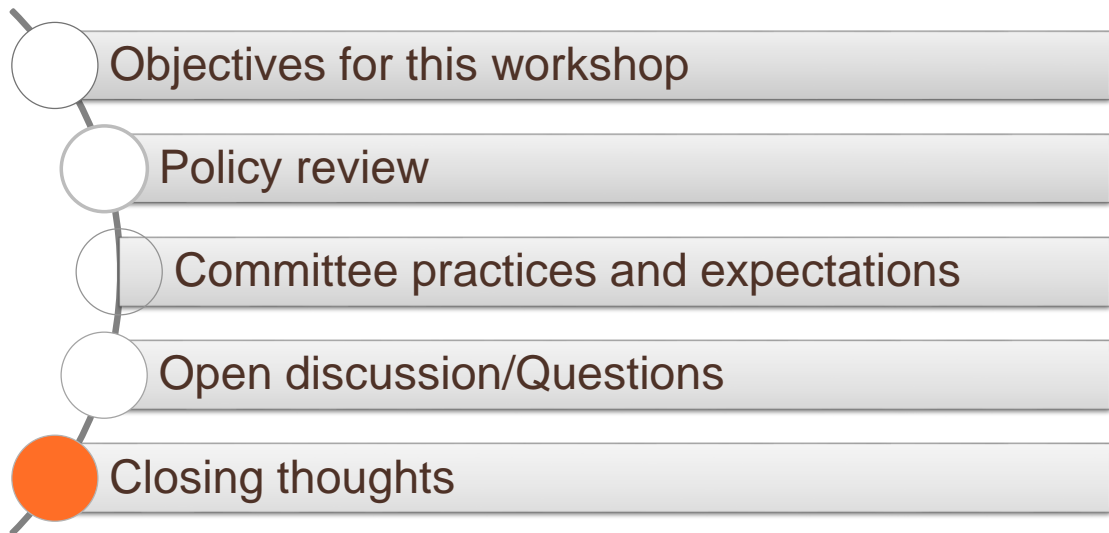 Objectives for this workshop
Policy review
Committee practices and expectations
Open discussion/Questions
Closing thoughts